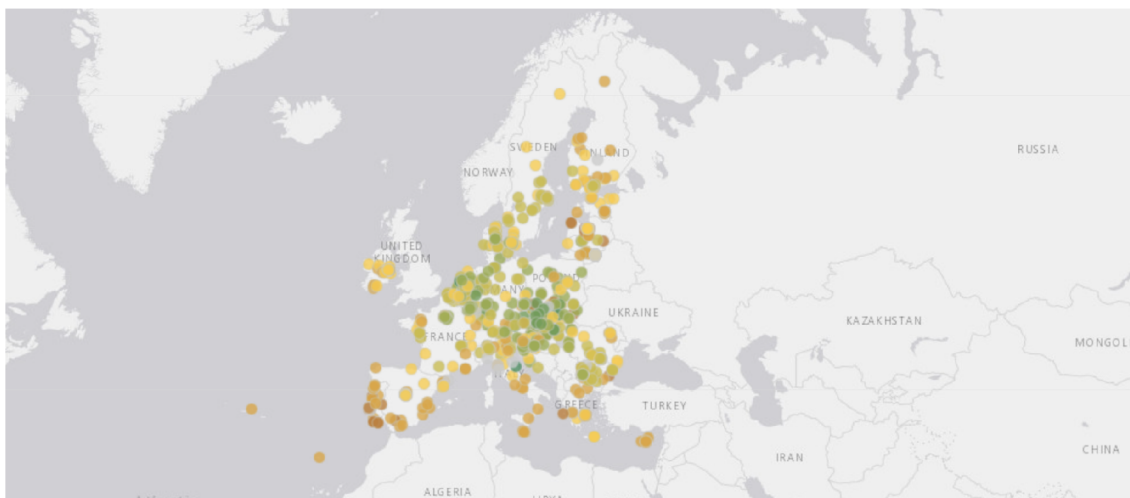 SWEDEN
NORWAY
RUSSIA
UNITED
KINGDOM
UKRAINE
KAZAKHSTAN
FRANCE
MONGOL
GREECE
TURKEY
IRAN
CHINA
ALGERIA